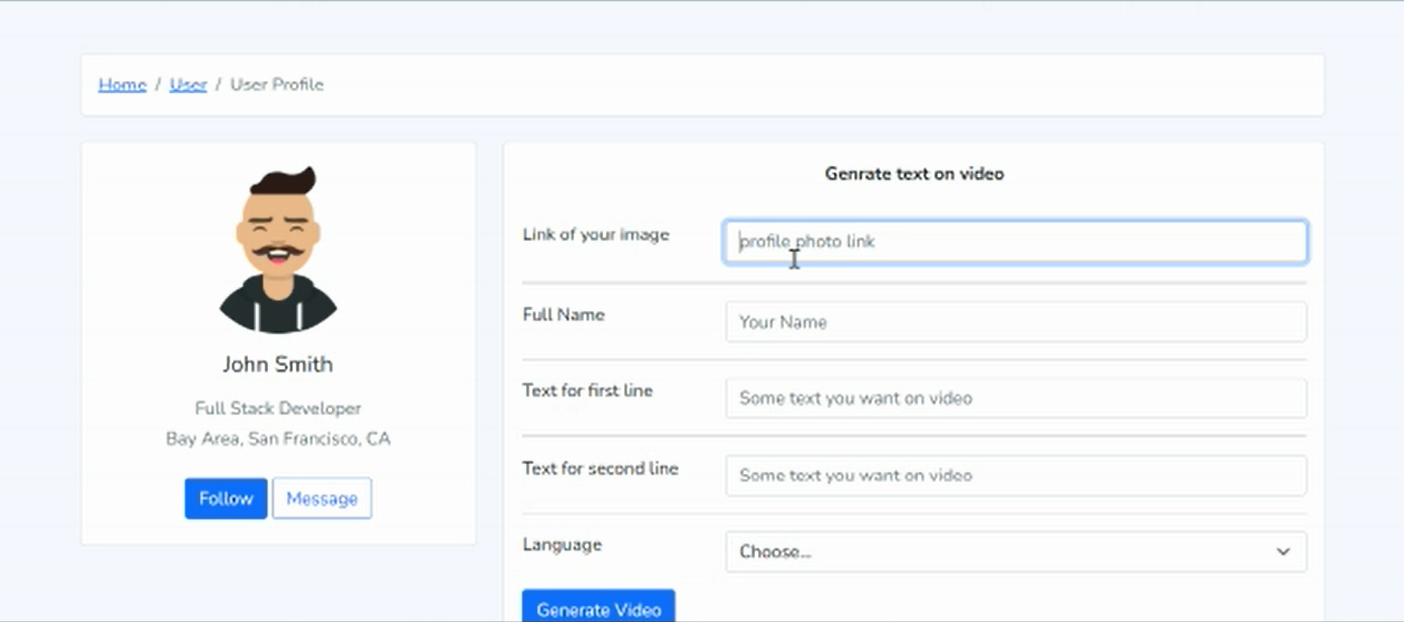 Home / User / User Profile
John Smith
Full Stack Developer
Bay Area, San Francisco, CA
Follow Message
Genrate text on video
Link of your image profile photo link
Full Name Your Name
Text for first line Some text you want on video
Text for second line Some text you want on video
Language Choose...
Generate Video